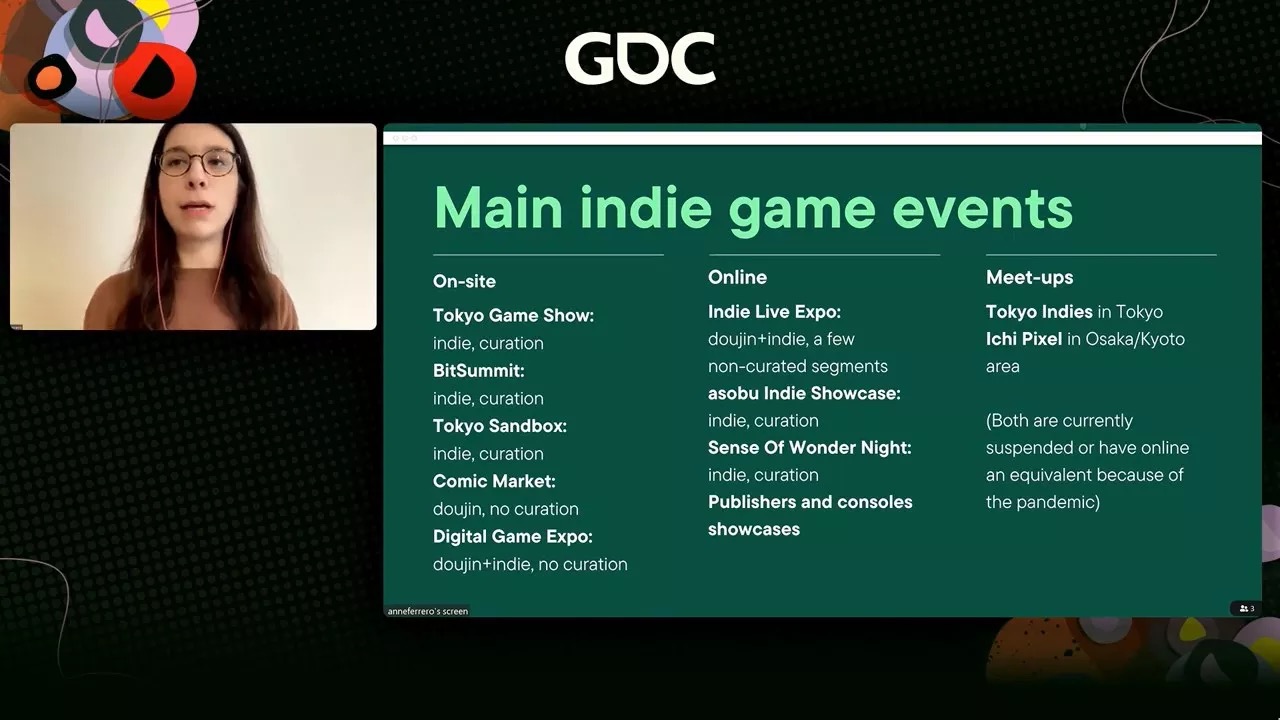 GDC
Main indie game events
On-site
Tokyo Game Show:
indie, curation
BitSummit:
indie, curation
Tokyo Sandbox:
indie, curation
Comic Market:
doujin, no curation
Digital Game Expo:
doujin+indie, no curation
Online
Indie Live Expo:
doujin+indie, a few
non-curated segments
asobu Indie Showcase:
indie, curation
Sense Of Wonder Night:
indie, curation
Publishers and consoles
showcases
Meet-ups
Tokyo Indies in Tokyo
Ichi Pixel in Osaka/Kyoto
area
(Both are currently
suspended or have online
an equivalent because of
the pandemic)
anneferrero's screen
3